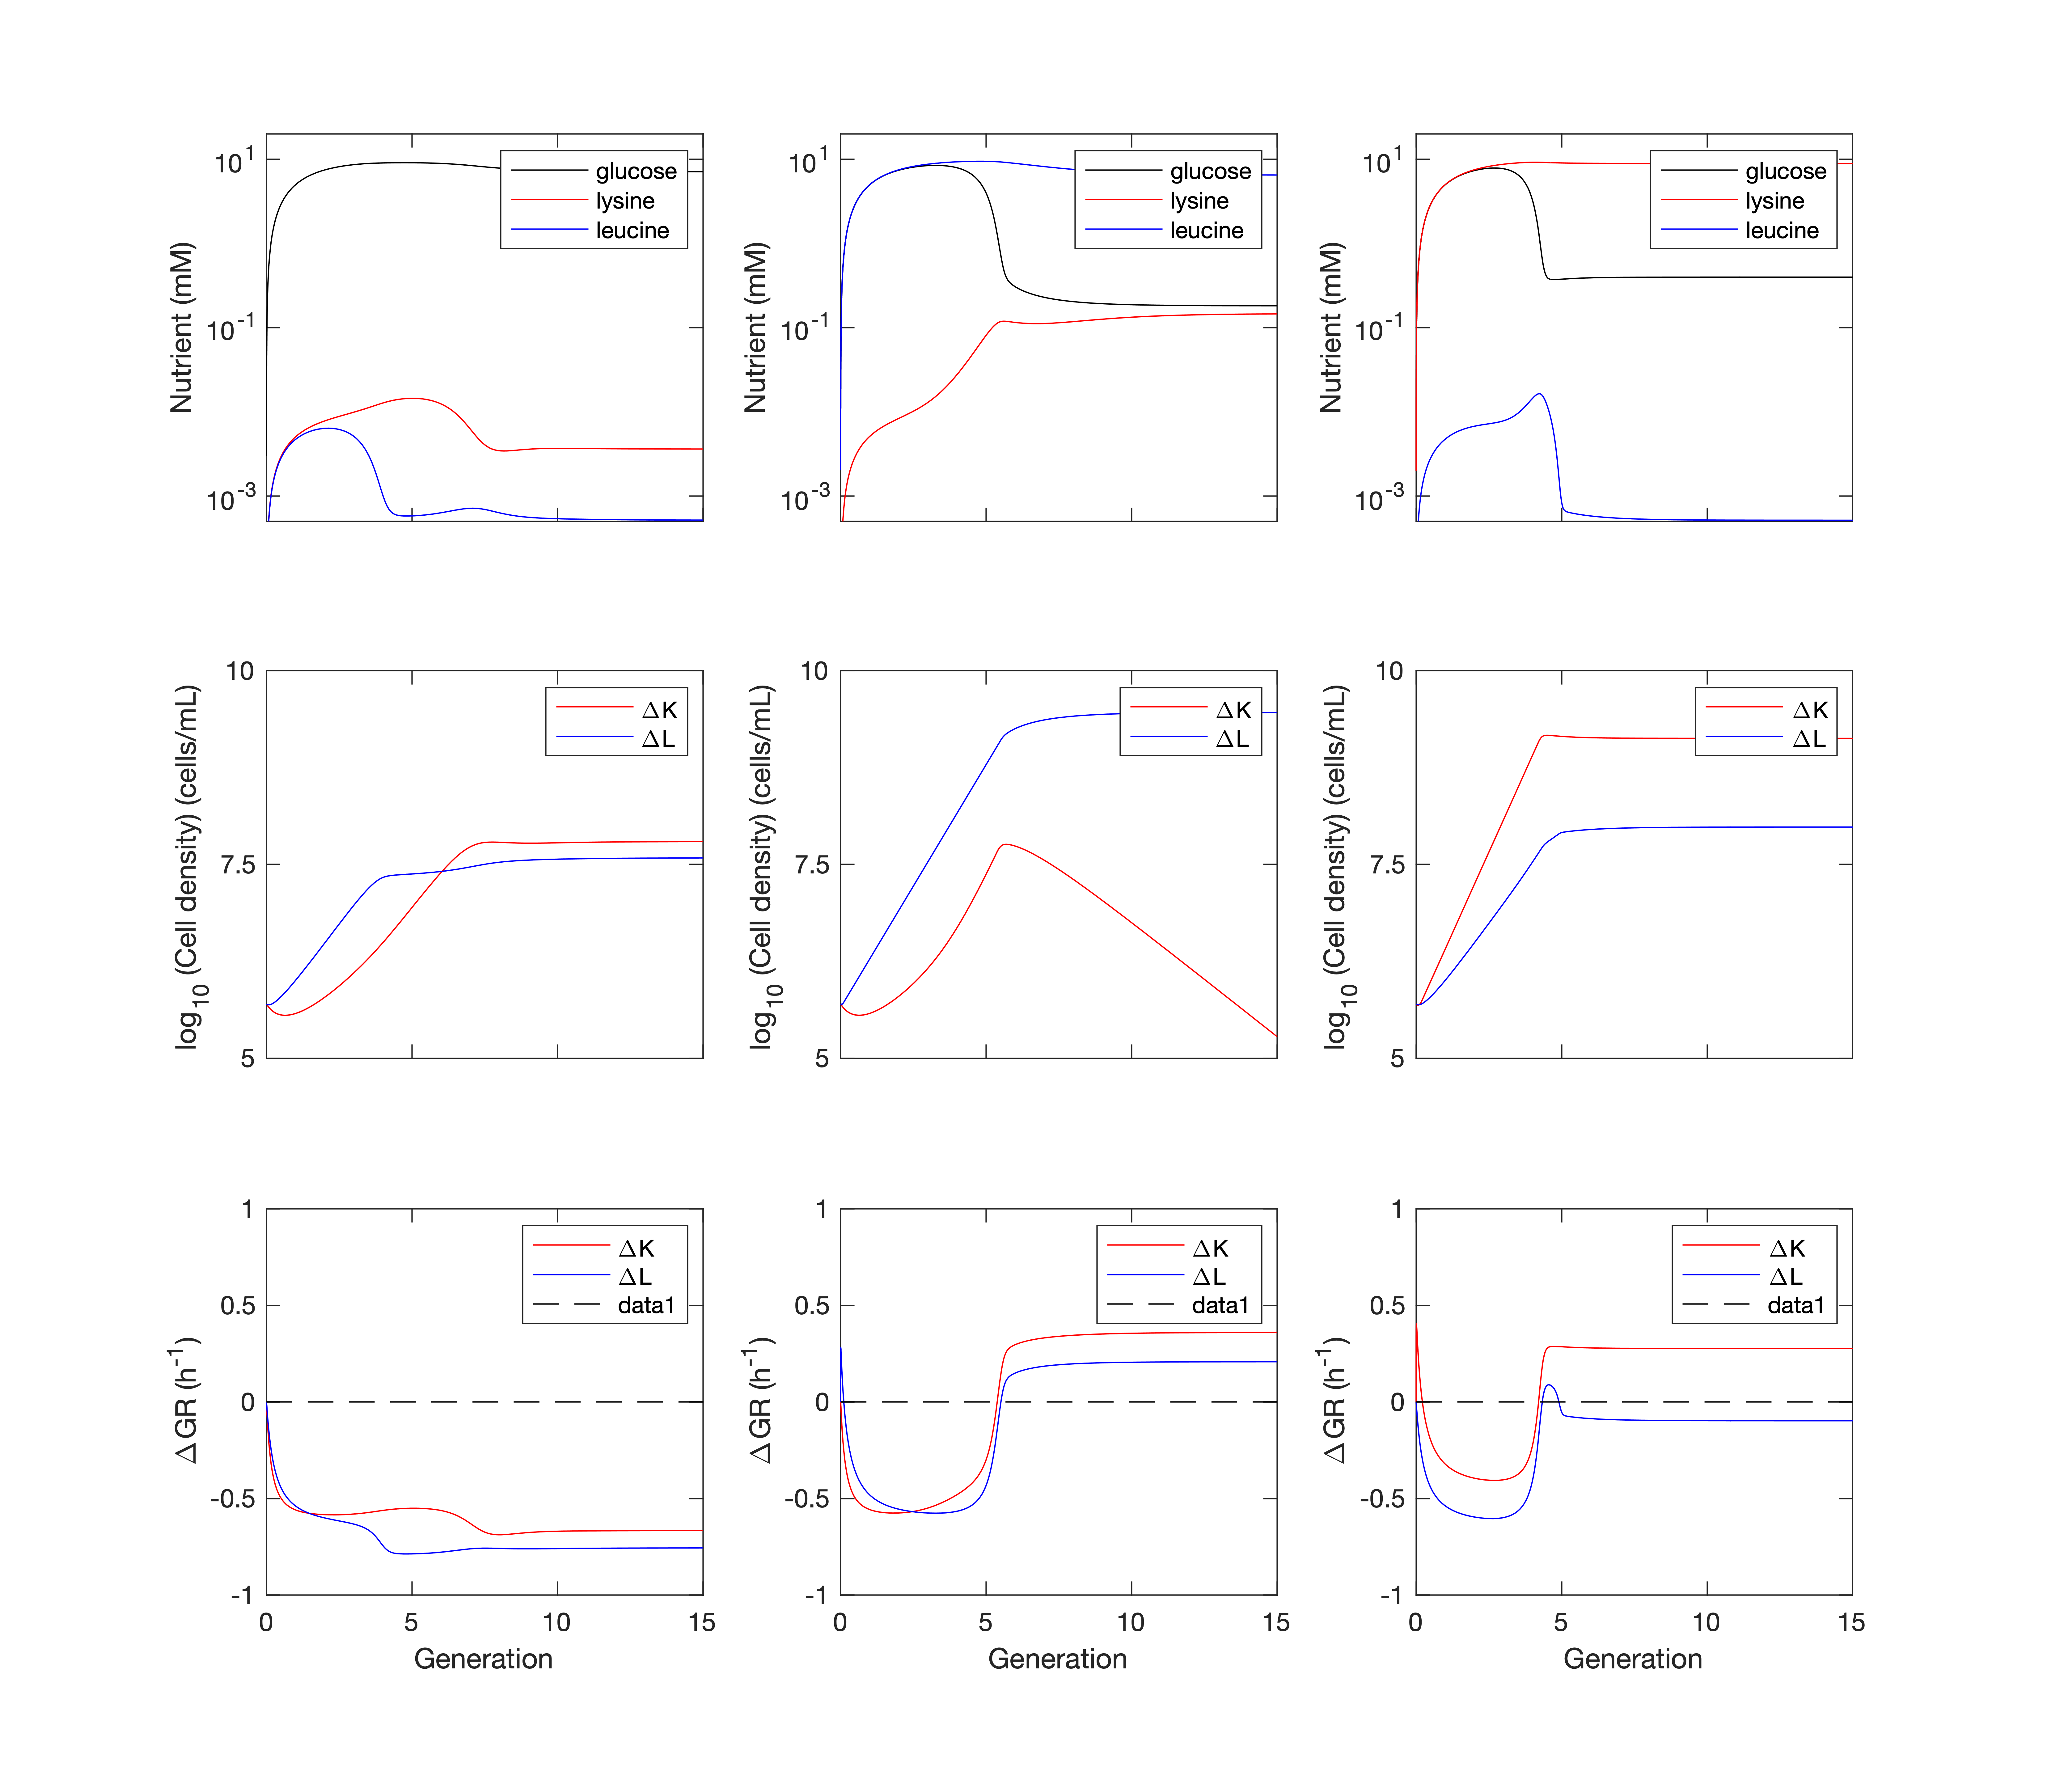 Nutrient (mM)
10^1
10^-1
10^-3
glucose
lysine
leucine
Nutrient (mM)
10^1
10^-1
10^-3
glucose
lysine
leucine
Nutrient (mM)
10^1
10^-1
10^-3
glucose
lysine
leucine
log10 (Cell density) (cells/mL)
10
7.5
5
ΔK
ΔL
log10 (Cell density) (cells/mL)
10
7.5
5
ΔK
ΔL
log10 (Cell density) (cells/mL)
10
7.5
5
ΔK
ΔL
ΔGR (h^-1)
1
0.5
0
-0.5
-1
ΔK
ΔL
data1
0 5 10 15
Generation
ΔGR (h^-1)
1
0.5
0
-0.5
-1
ΔK
ΔL
data1
0 5 10 15
Generation
ΔGR (h^-1)
1
0.5
0
-0.5
-1
ΔK
ΔL
data1
0 5 10 15
Generation